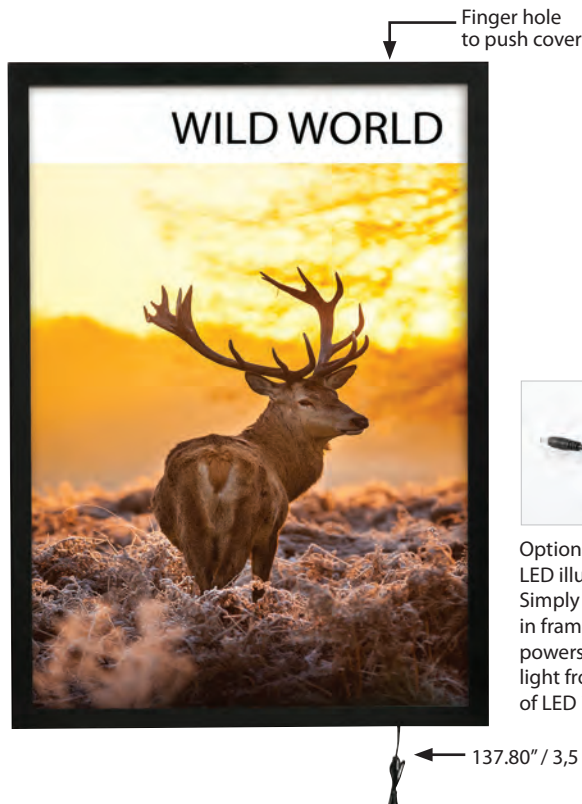 Finger hole
to push cover
WILD WORLD
Option
LED illu
Simply
in fram
powers
light fro
of LED
137.80” / 3,5